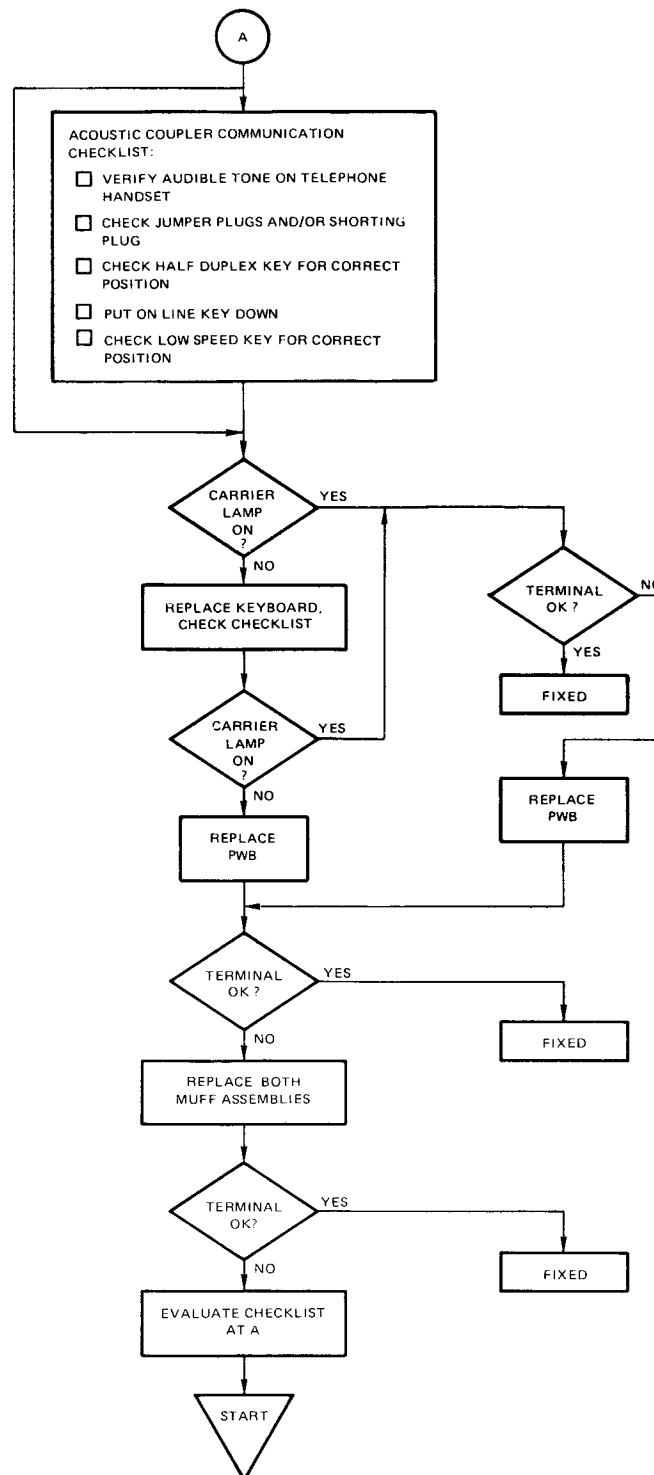 A
ACOUSTIC COUPLER COMMUNICATION
CHECKLIST:
VERIFY AUDIBLE TONE ON TELEPHONE
HANDSET
CHECK JUMPER PLUGS AND/OR SHORTING
PLUG
CHECK HALF DUPLEX KEY FOR CORRECT
POSITION
PUT ON LINE KEY DOWN
CHECK LOW SPEED KEY FOR CORRECT
POSITION
CARRIER
LAMP
ON
?
YES
NO
TERMINAL
OK ?
NO
YES
FIXED
REPLACE KEYBOARD,
CHECK CHECKLIST
CARRIER
LAMP
ON
?
YES
NO
REPLACE
PWB
REPLACE
PWB
TERMINAL
OK ?
YES
NO
FIXED
REPLACE BOTH
MUFF ASSEMBLIES
TERMINAL
OK?
YES
NO
FIXED
EVALUATE CHECKLIST
AT A
START